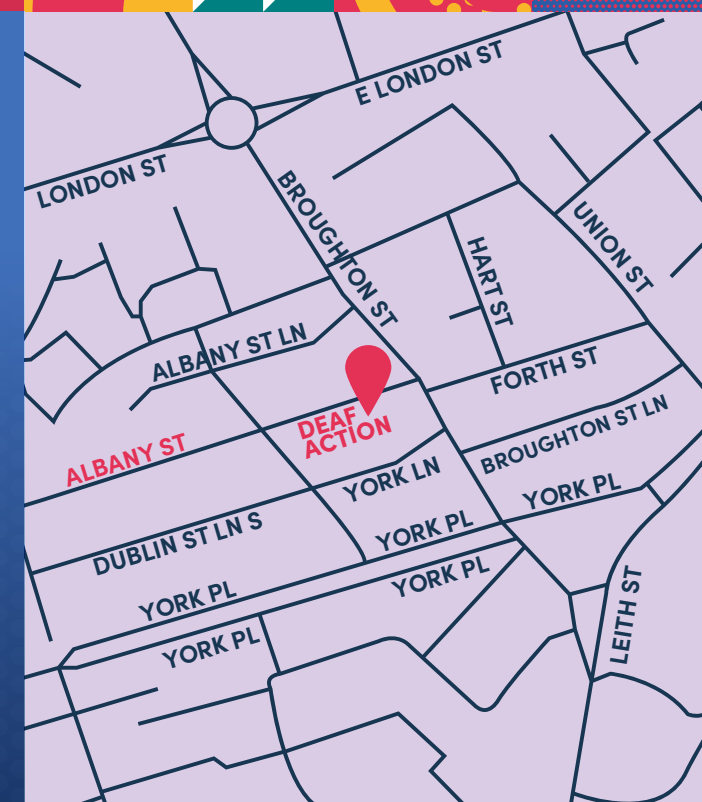 E LONDON ST
LONDON ST
BROUGHTON ST
UNION ST
HART ST
ALBANY ST LN
FORTH ST
DEAF
ACTION
ALBANY ST
BROUGHTON ST LN
YORK LN
YORK PL
DUBLIN ST LN S
YORK PL
YORK PL
YORK PL
YORK PL
LEITH ST